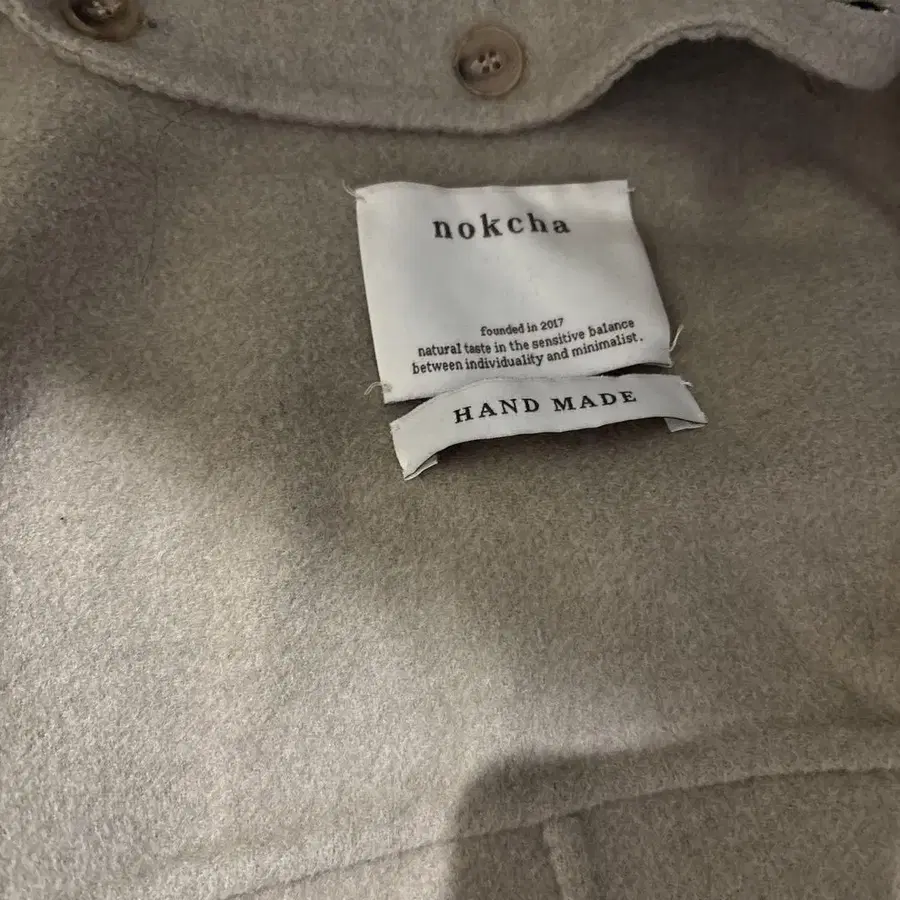 nokcha
founded in 2017
natural taste in the sensitive balance
between individuality and minimalist.
HAND MADE